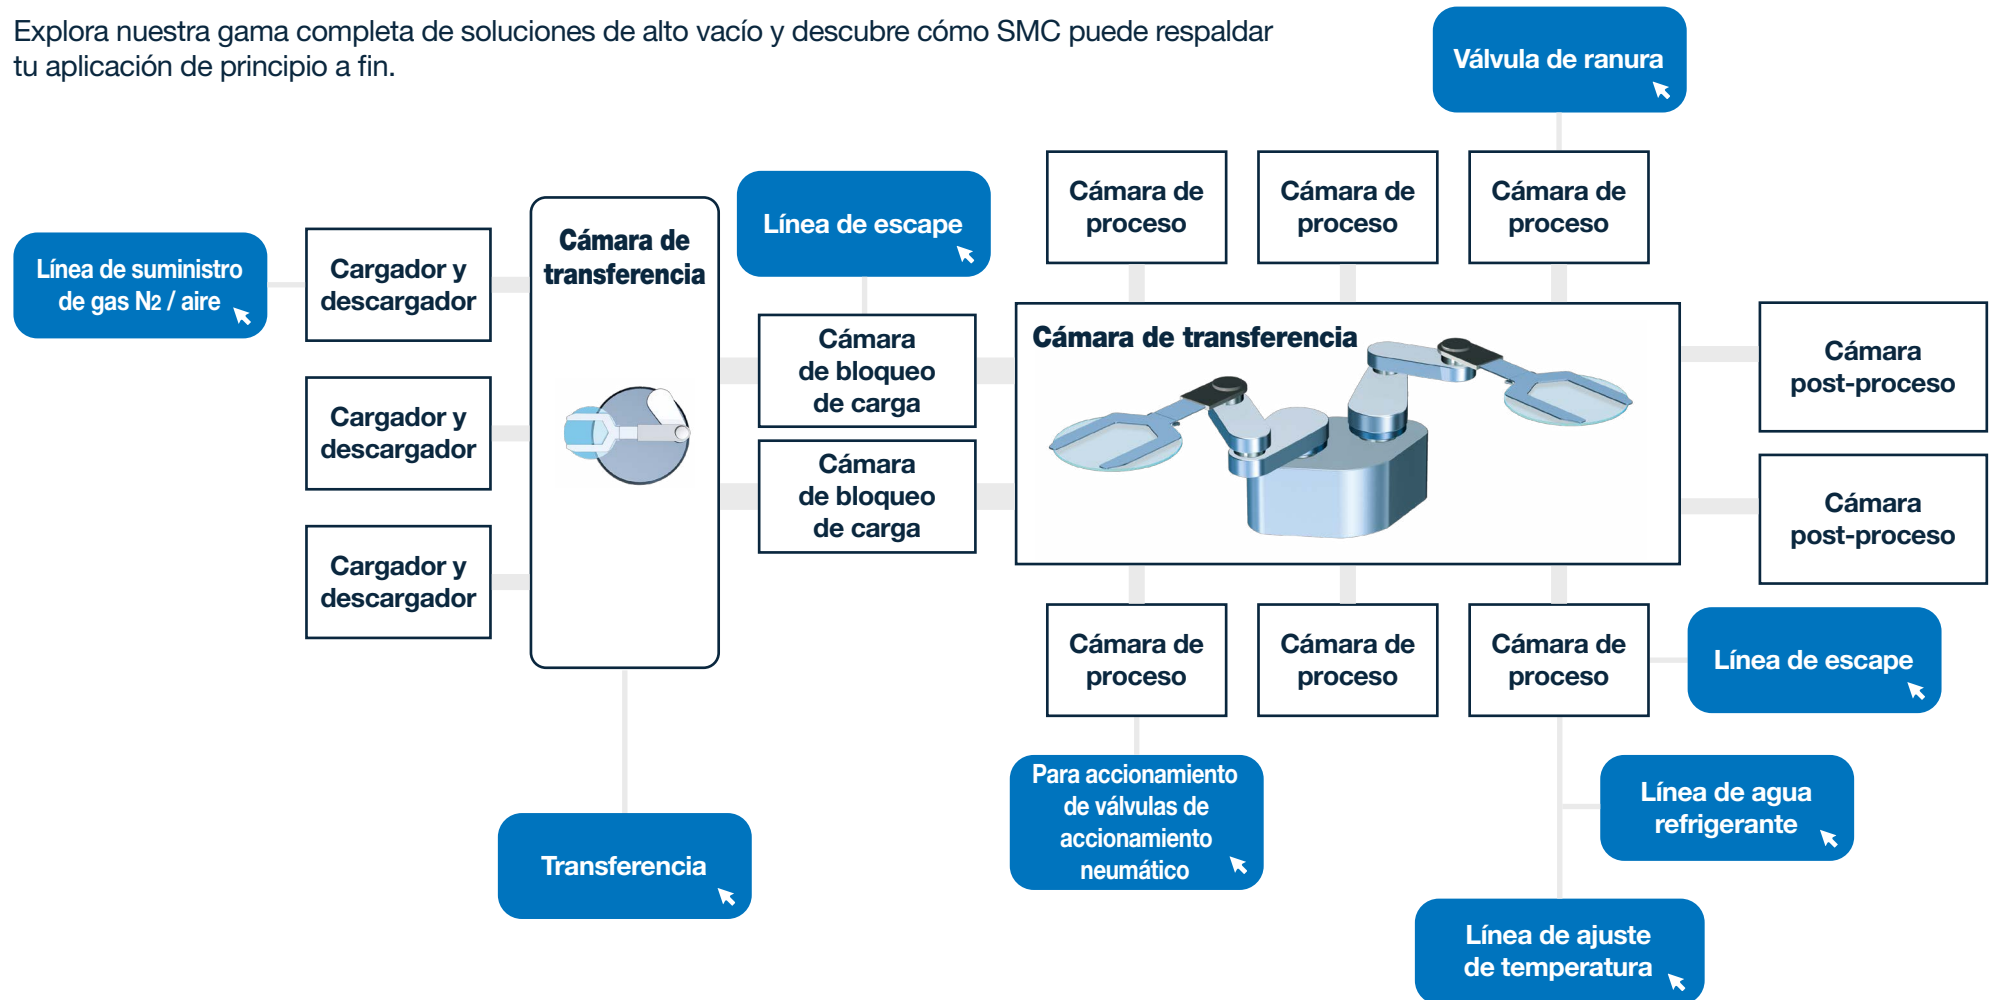 Explora nuestra gama completa de soluciones de alto vacío y descubre cómo SMC puede respaldar
tu aplicación de principio a fin.
Válvula de ranura
Línea de suministro
de gas N2 / aire
Cargador y
descargador
Cargador y
descargador
Cargador y
descargador
Cámara de
transferencia
Transferencia
Línea de escape
Cámara
de bloqueo
de carga
Cámara
de bloqueo
de carga
Cámara de
proceso
Cámara de
proceso
Cámara de
proceso
Cámara de transferencia
Cámara
post-proceso
Cámara
post-proceso
Cámara de
proceso
Cámara de
proceso
Cámara de
proceso
Línea de escape
Para accionamiento
de válvulas de
accionamiento
neumático
Línea de agua
refrigerante
Línea de ajuste
de temperatura